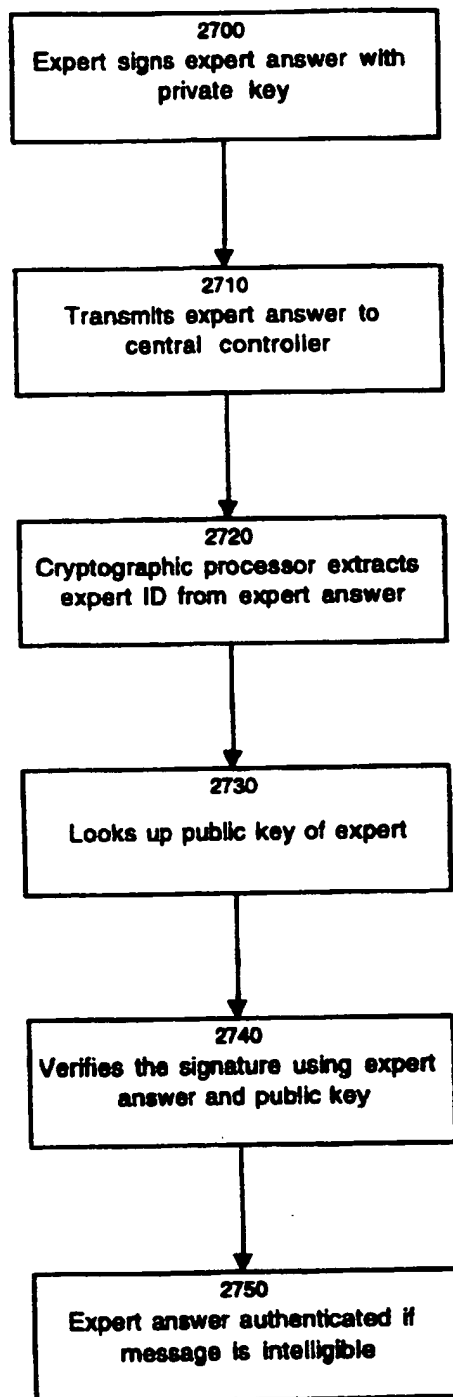 2700
Expert signs expert answer with
private key
2710
Transmits expert answer to
central controller
2720
Cryptographic processor extracts
expert ID from expert answer
2730
Looks up public key of expert
2740
Verifies the signature using expert
answer and public key
2750
Expert answer authenticated if
message is intelligible